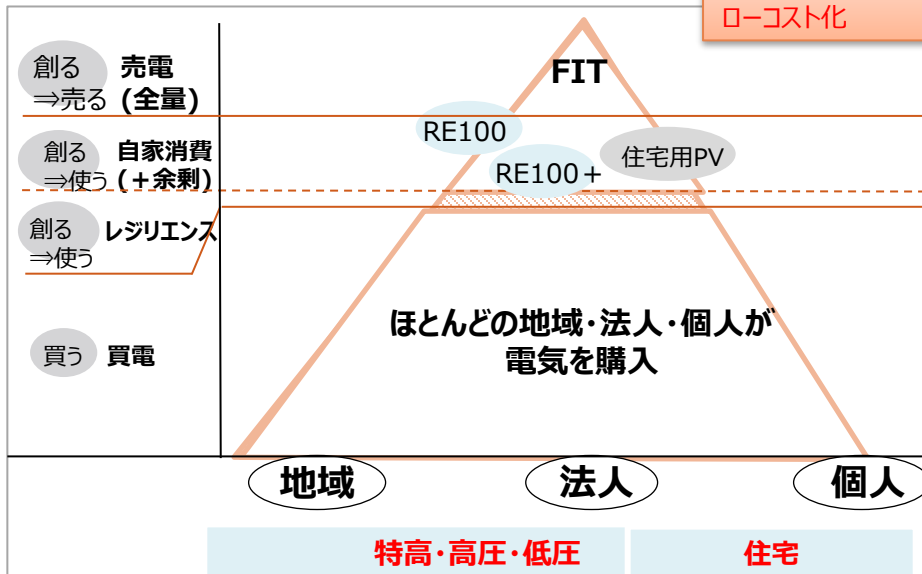 ローコスト化
創る
⇒売る
売電
(全量)
FIT
創る
⇒使う
自家消費
(＋余剰)
RE100
RE100＋
住宅用PV
創る
⇒使う
レジリエンス
買う
買電
ほとんどの地域・法人・個人が
電気を購入
地域
法人
個人
特高・高圧・低圧
住宅